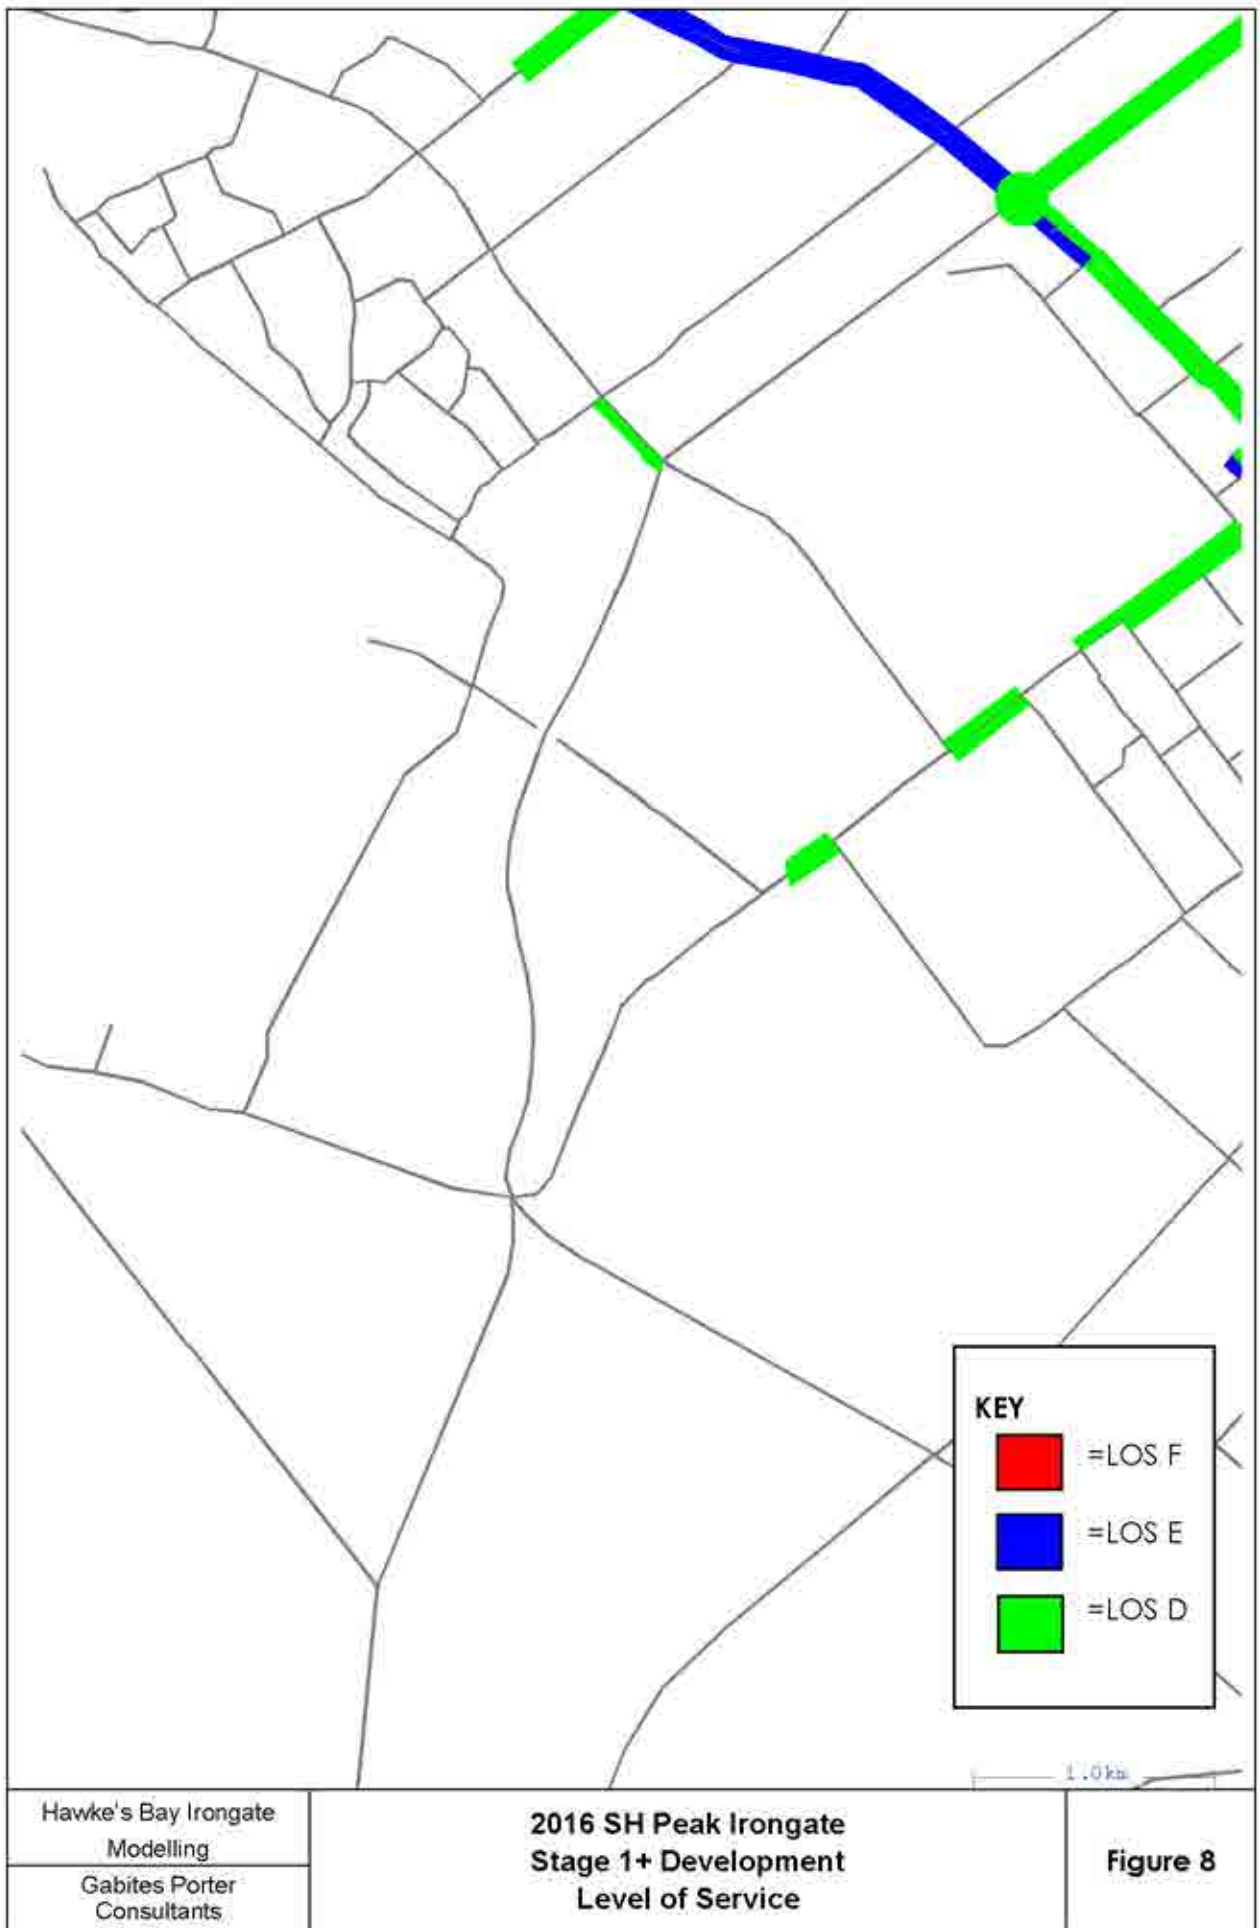 KEY
=LOS F
=LOS E
=LOS D
1.0km
Hawke's Bay Irongate
Modelling
Gabites Porter
Consultants
2016 SH Peak Irongate
Stage 1+ Development
Level of Service
Figure 8